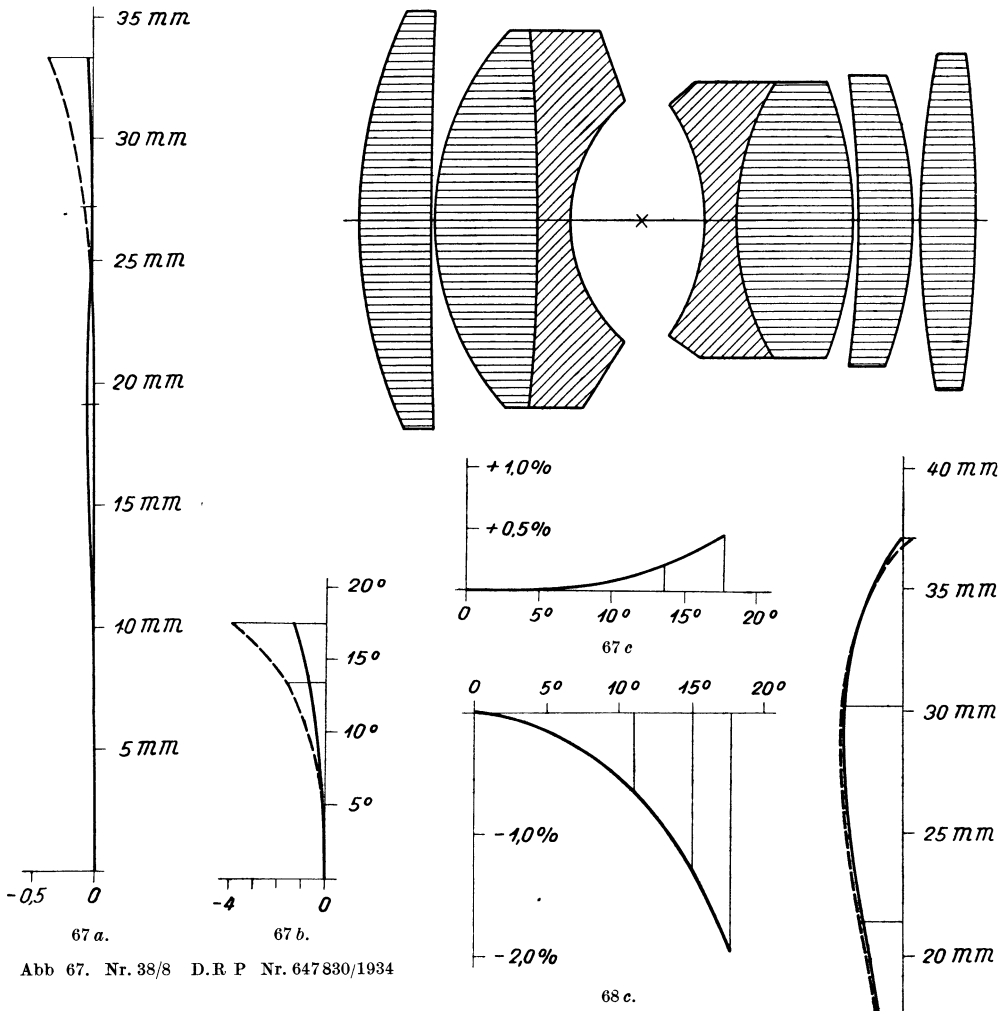 35 mm
30 mm
25 mm
20 mm
15 mm
10 mm
5 mm
-0,5 0
67 a.
20°
15°
10°
5°
-4 0
67 b.
+1,0%
+0,5%
0 5° 10° 15° 20°
67 c
0 5° 10° 15° 20°
-1,0%
-2,0%
68 c.
40 mm
35 mm
30 mm
25 mm
20 mm
Abb 67. Nr. 38/8 D.R P Nr. 647830/1934